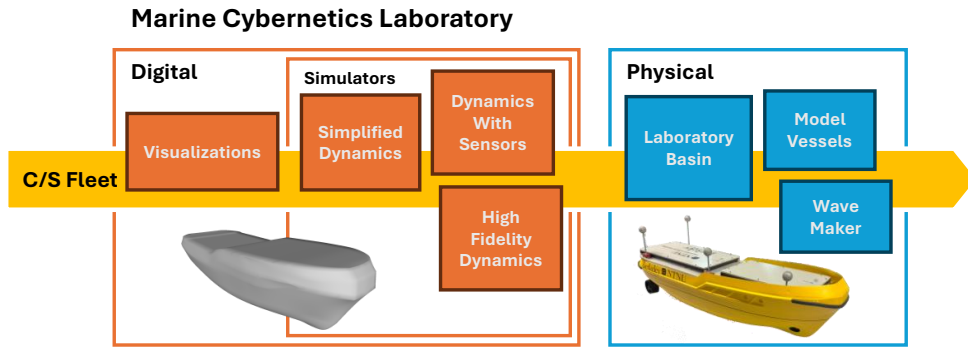 Marine Cybernetics Laboratory
Digital
Simulators
Physical
C/S Fleet
Visualizations
Simplified
Dynamics
Dynamics
With
Sensors
High
Fidelity
Dynamics
Laboratory
Basin
Model
Vessels
Wave
Maker
NTNU